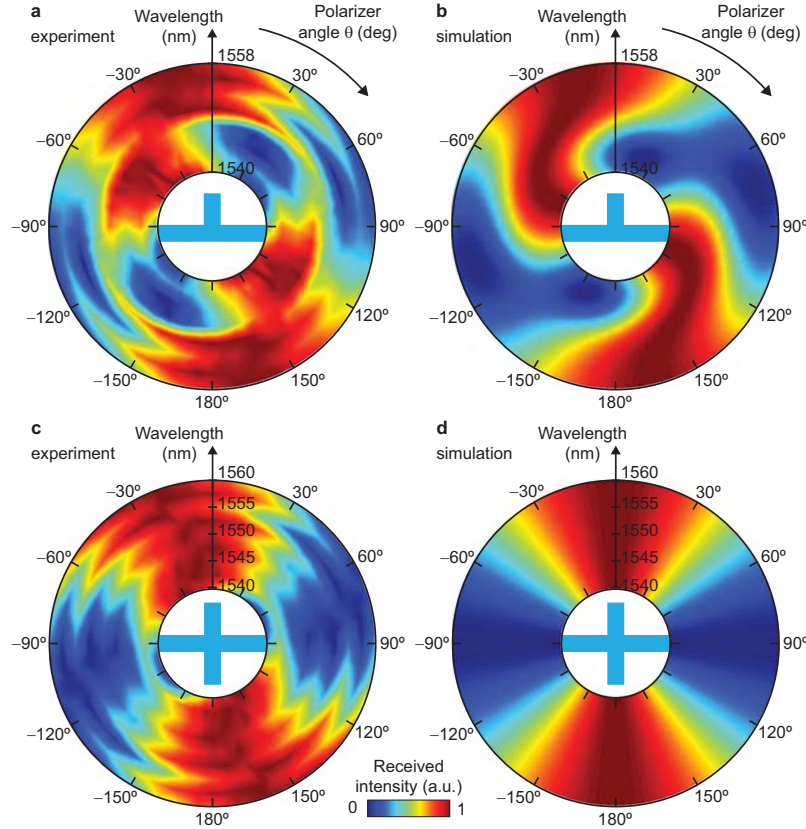 a
experiment
Wavelength
(nm)
Polarizer
angle θ (deg)
1558
1540
−30º
30º
−60º
60º
−90º
90º
−120º
120º
−150º
150º
180º
b
simulation
Wavelength
(nm)
Polarizer
angle θ (deg)
1558
1540
−30º
30º
−60º
60º
−90º
90º
−120º
120º
−150º
150º
180º
c
experiment
Wavelength
(nm)
1560
1555
1550
1545
1540
−30º
30º
−60º
60º
−90º
90º
−120º
120º
−150º
150º
180º
d
simulation
Wavelength
(nm)
1560
1555
1550
1545
1540
−30º
30º
−60º
60º
−90º
90º
−120º
120º
−150º
150º
180º
Received
intensity (a.u.)
0 1